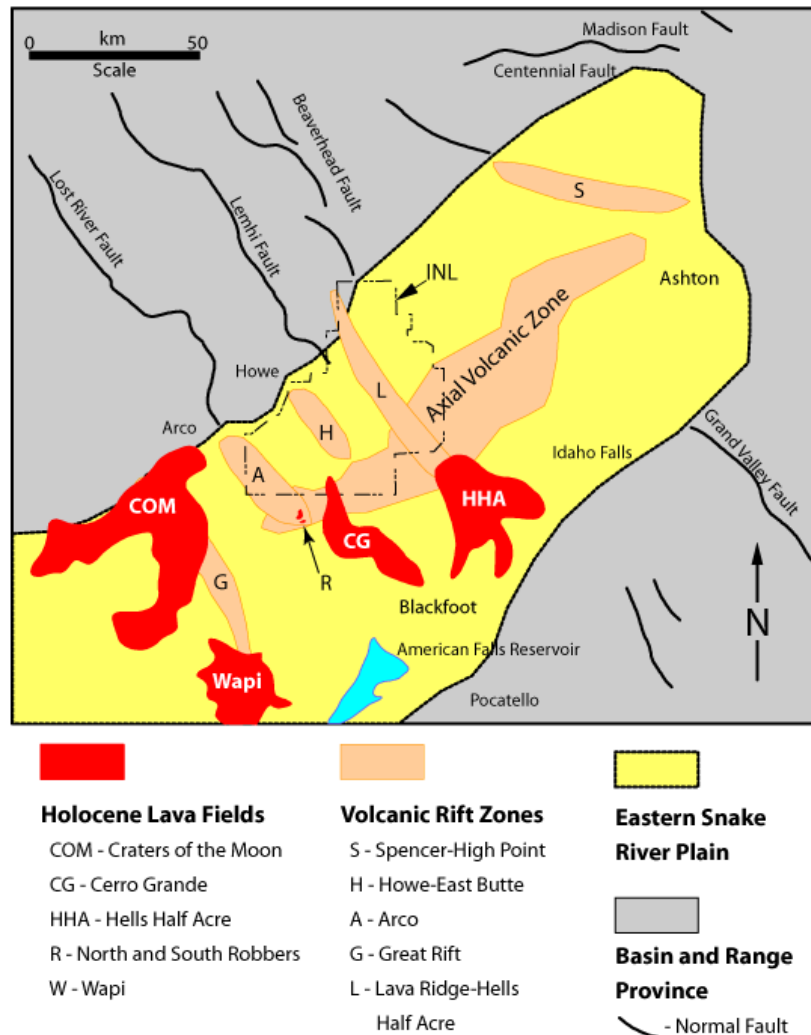 km
0 50
Scale
Madison Fault
Centennial Fault
Beaverhead Fault
Lemhi Fault
Lost River Fault
S
INL
Ashton
Axial Volcanic Zone
Howe
L
Arco
H
A
Idaho Falls
Grand Valley Fault
COM
HHA
CG
R
G
Blackfoot
N
American Falls Reservoir
Wapi
Pocatello
Holocene Lava Fields
COM - Craters of the Moon
CG - Cerro Grande
HHA - Hells Half Acre
R - North and South Robbers
W - Wapi
Volcanic Rift Zones
S - Spencer-High Point
H - Howe-East Butte
A - Arco
G - Great Rift
L - Lava Ridge-Hells
Half Acre
Eastern Snake
River Plain
Basin and Range
Province
- Normal Fault